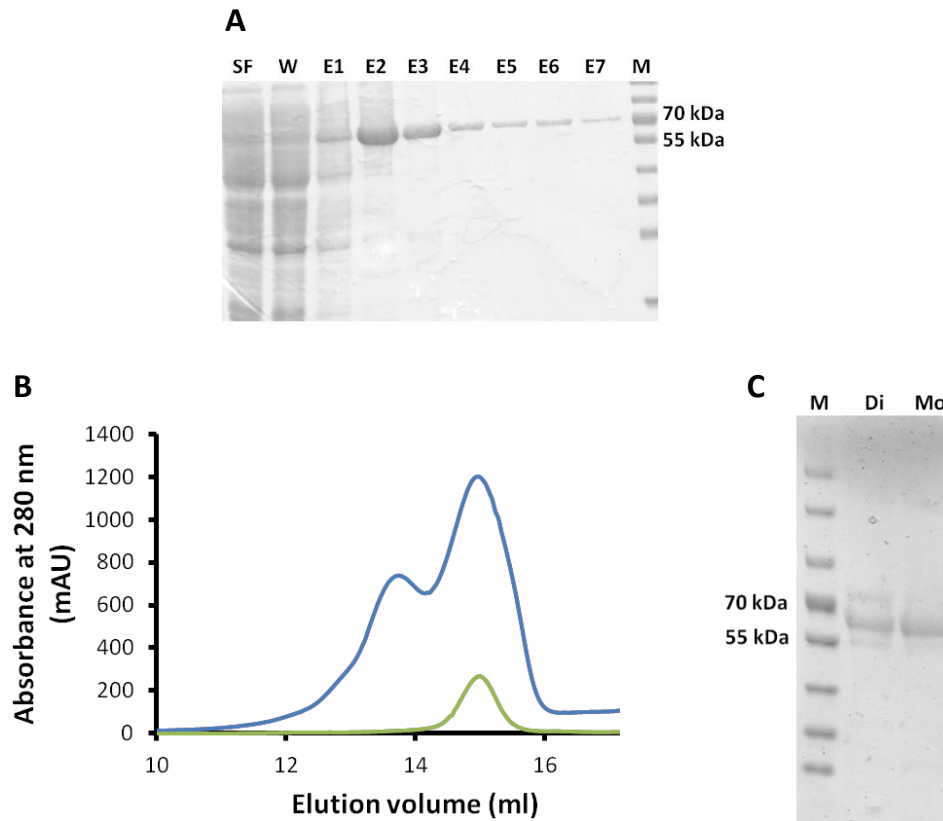 A
SF W E1 E2 E3 E4 E5 E6 E7 M
70 kDa
55 kDa
B
Absorbance at 280 nm
(mAU)
1400
1200
1000
800
600
400
200
0
10 12 14 16
Elution volume (ml)
C
M Di Mo
70 kDa
55 kDa